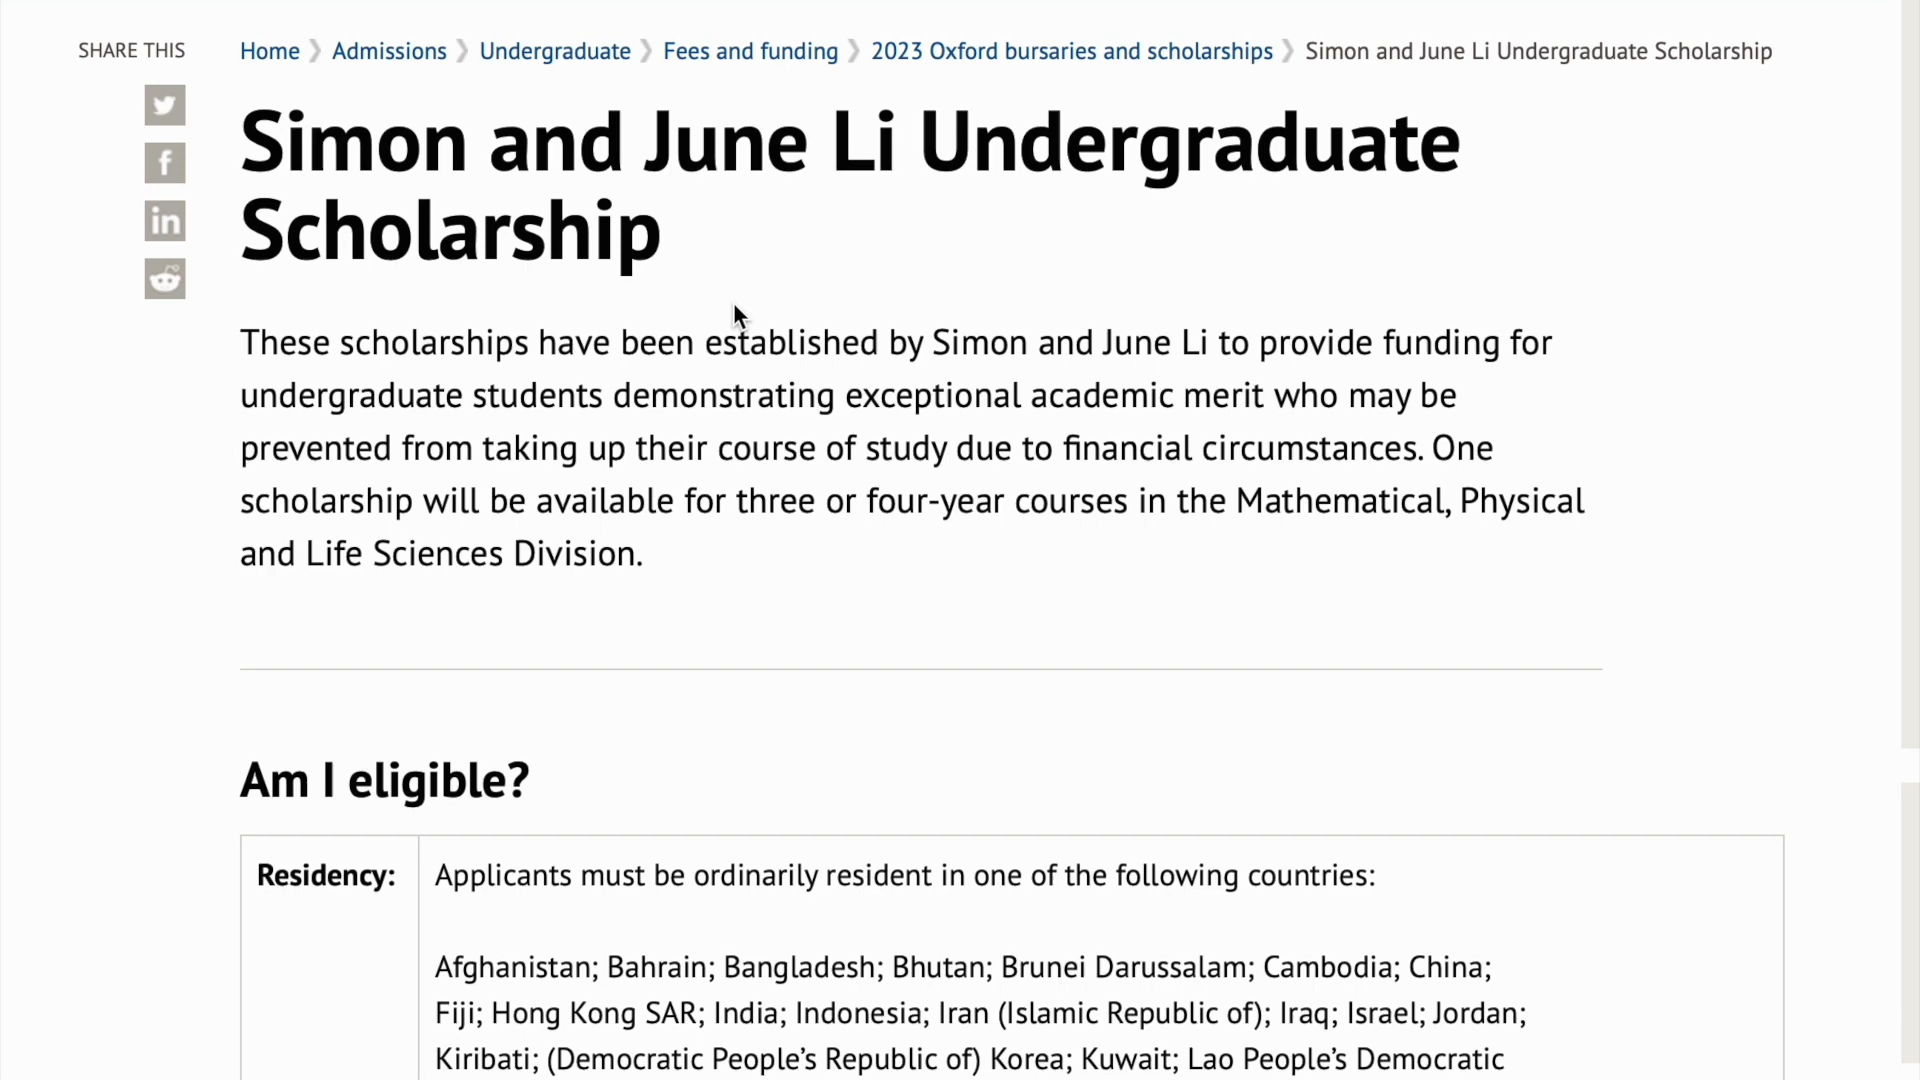 SHARE THIS
Home ❯ Admissions ❯ Undergraduate ❯ Fees and funding ❯ 2023 Oxford bursaries and scholarships ❯ Simon and June Li Undergraduate Scholarship
Simon and June Li Undergraduate
Scholarship
These scholarships have been established by Simon and June Li to provide funding for
undergraduate students demonstrating exceptional academic merit who may be
prevented from taking up their course of study due to financial circumstances. One
scholarship will be available for three or four-year courses in the Mathematical, Physical
and Life Sciences Division.
Am I eligible?
Residency: Applicants must be ordinarily resident in one of the following countries:
Afghanistan; Bahrain; Bangladesh; Bhutan; Brunei Darussalam; Cambodia; China;
Fiji; Hong Kong SAR; India; Indonesia; Iran (Islamic Republic of); Iraq; Israel; Jordan;
Kiribati; (Democratic People’s Republic of) Korea; Kuwait; Lao People’s Democratic